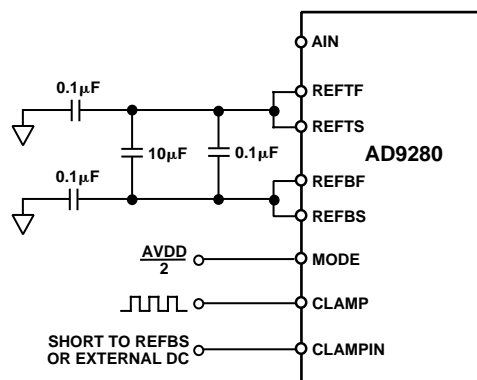 AIN
0.1µF
REFTF
REFTS
10µF
0.1µF
AD9280
0.1µF
REFBF
REFBS
AVDD
2
MODE
CLAMP
SHORT TO REFBS
OR EXTERNAL DC
CLAMPIN